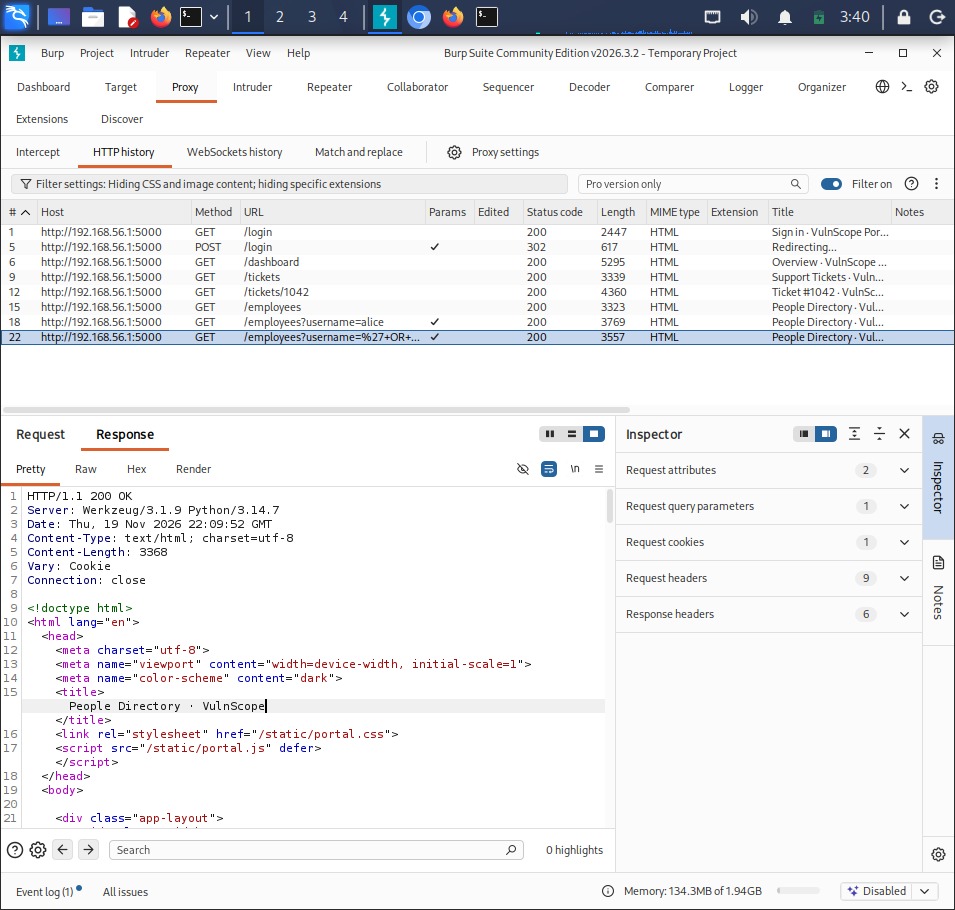 1 2 3 4 3:40
Burp Project Intruder Repeater View Help Burp Suite Community Edition v2026.3.2 - Temporary Project
Dashboard Target Proxy Intruder Repeater Collaborator Sequencer Decoder Comparer Logger Organizer
Extensions Discover
Intercept HTTP history WebSockets history Match and replace Proxy settings
Filter settings: Hiding CSS and image content; hiding specific extensions Pro version only Filter on
# Host Method URL Params Edited Status code Length MIME type Extension Title Notes
1 http://192.168.56.1:5000 GET /login 200 2447 HTML Sign in · VulnScope Por...
5 http://192.168.56.1:5000 POST /login ✓ 302 617 HTML Redirecting...
6 http://192.168.56.1:5000 GET /dashboard 200 5295 HTML Overview · VulnScope ...
9 http://192.168.56.1:5000 GET /tickets 200 3339 HTML Support Tickets · Vuln...
12 http://192.168.56.1:5000 GET /tickets/1042 200 4360 HTML Ticket #1042 · VulnSc...
15 http://192.168.56.1:5000 GET /employees 200 3323 HTML People Directory · Vul...
18 http://192.168.56.1:5000 GET /employees?username=alice ✓ 200 3769 HTML People Directory · Vul...
22 http://192.168.56.1:5000 GET /employees?username=%27+OR+... ✓ 200 3557 HTML People Directory · Vul...
Request Response
Pretty Raw Hex Render \n
1 HTTP/1.1 200 OK
2 Server: Werkzeug/3.1.9 Python/3.14.7
3 Date: Thu, 19 Nov 2026 22:09:52 GMT
4 Content-Type: text/html; charset=utf-8
5 Content-Length: 3368
6 Vary: Cookie
7 Connection: close
8
9 <!doctype html>
10 <html lang="en">
11 <head>
12 <meta charset="utf-8">
13 <meta name="viewport" content="width=device-width, initial-scale=1">
14 <meta name="color-scheme" content="dark">
15 <title>
People Directory · VulnScope
</title>
16 <link rel="stylesheet" href="/static/portal.css">
17 <script src="/static/portal.js" defer>
</script>
18 </head>
19 <body>
20
21 <div class="app-layout">
Search 0 highlights
Inspector
Request attributes 2
Request query parameters 1
Request cookies 1
Request headers 9
Response headers 6
Inspector
Notes
Event log (1) All issues Memory: 134.3MB of 1.94GB Disabled